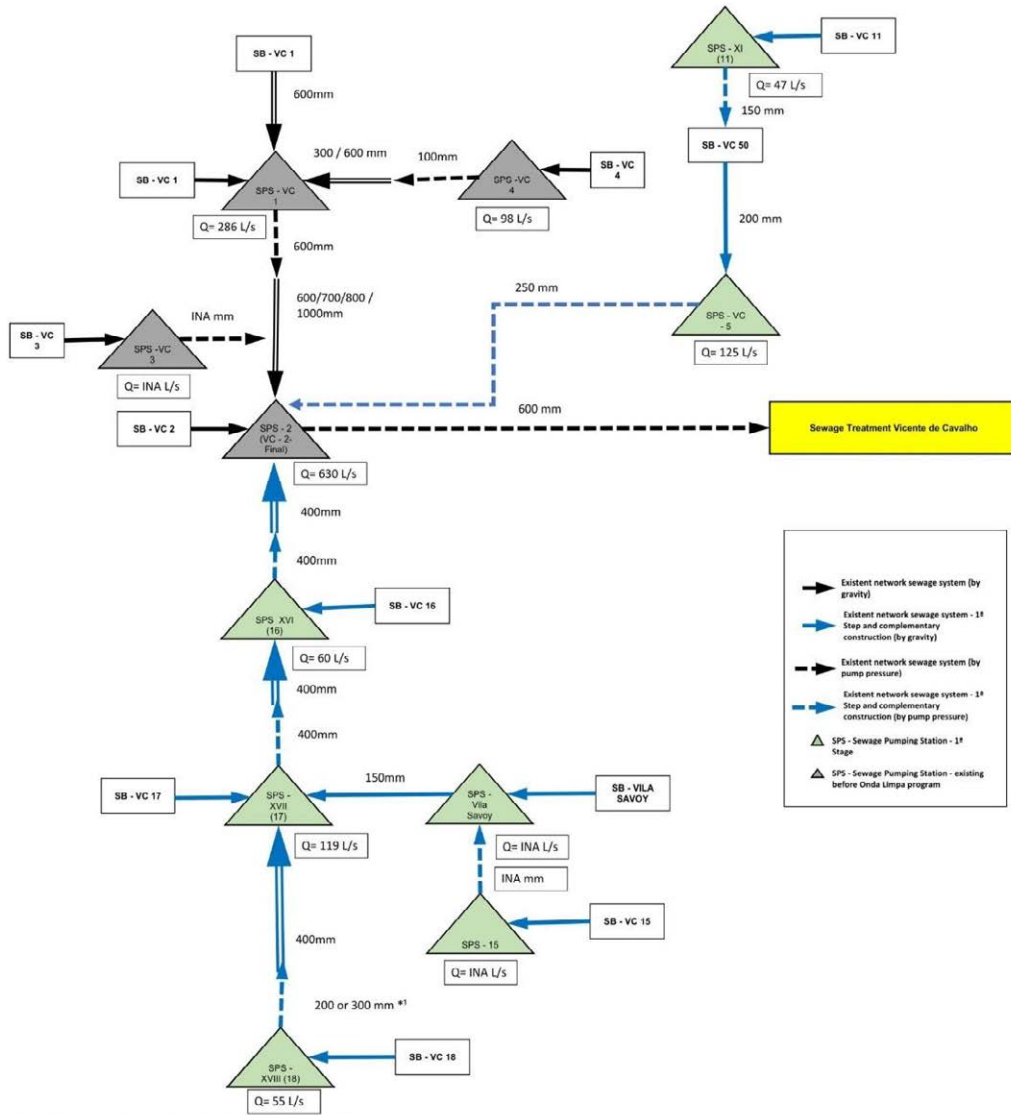 SPS - XI
(11)
SB - VC 11
Q= 47 L/s
150 mm
SB - VC 50
200 mm
SPS - VC
- 5
Q= 125 L/s
250 mm
SB - VC 1
600mm
SB - VC 1
SPS - VC
1
Q= 286 L/s
300 / 600 mm
100mm
SPS -VC
4
SB - VC
4
Q= 98 L/s
600mm
600/700/800 /
1000mm
SB - VC
3
SPS -VC
3
INA mm
Q= INA L/s
SB - VC 2
SPS - 2
(VC - 2-
Final)
Q= 630 L/s
600 mm
Sewage Treatment Vicente de Cavalho
400mm
400mm
SPS XVI
(16)
SB - VC 16
Q= 60 L/s
400mm
400mm
SB - VC 17
SPS -
XVII
(17)
Q= 119 L/s
150mm
SPS -
Vila
Savoy
SB - VILA
SAVOY
Q= INA L/s
INA mm
SPS - 15
SB - VC 15
Q= INA L/s
400mm
200 or 300 mm *¹
SPS -
XVIII (18)
SB - VC 18
Q= 55 L/s
Existent network sewage system (by
gravity)
Existent network sewage system - 1ª
Step and complementary
construction (by gravity)
Existent network sewage system (by
pump pressure)
Existent network sewage system - 1ª
Step and complementary
construction (by pump pressure)
SPS - Sewage Pumping Station - 1ª
Stage
SPS - Sewage Pumping Station - existing
before Onda Limpa program